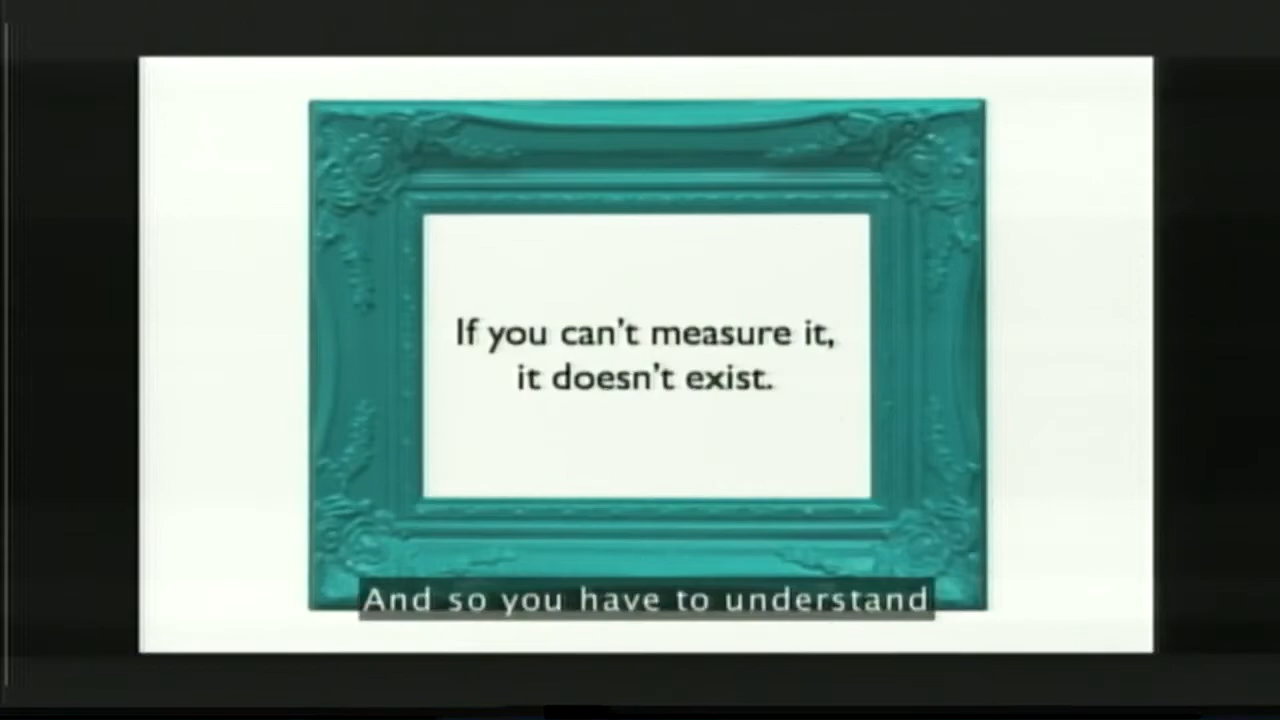 If you can't measure it,
it doesn't exist.
And so you have to understand